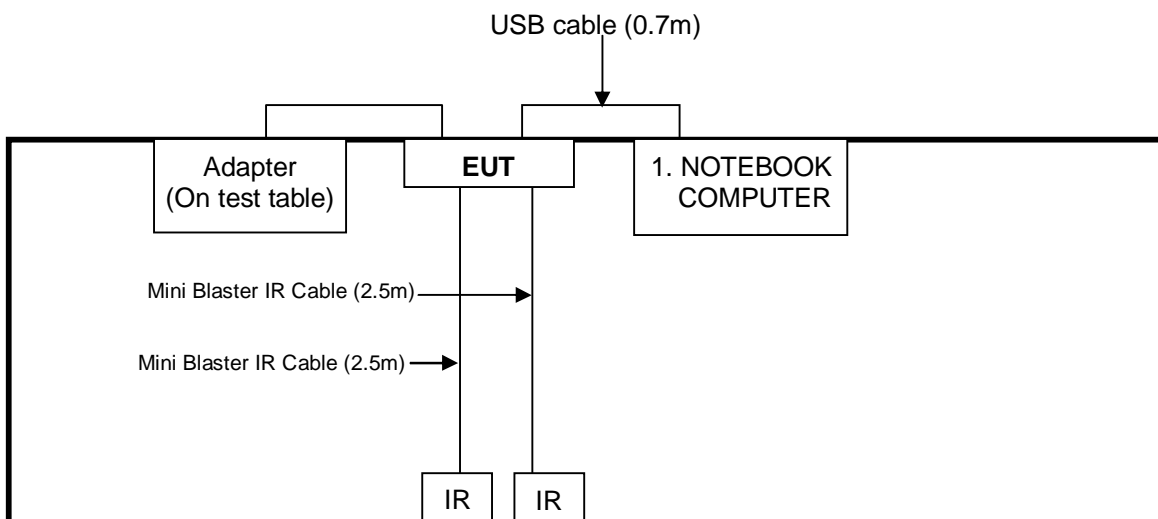 USB cable (0.7m)
Adapter
(On test table)
EUT
1. NOTEBOOK
COMPUTER
Mini Blaster IR Cable (2.5m)
Mini Blaster IR Cable (2.5m)
IR
IR